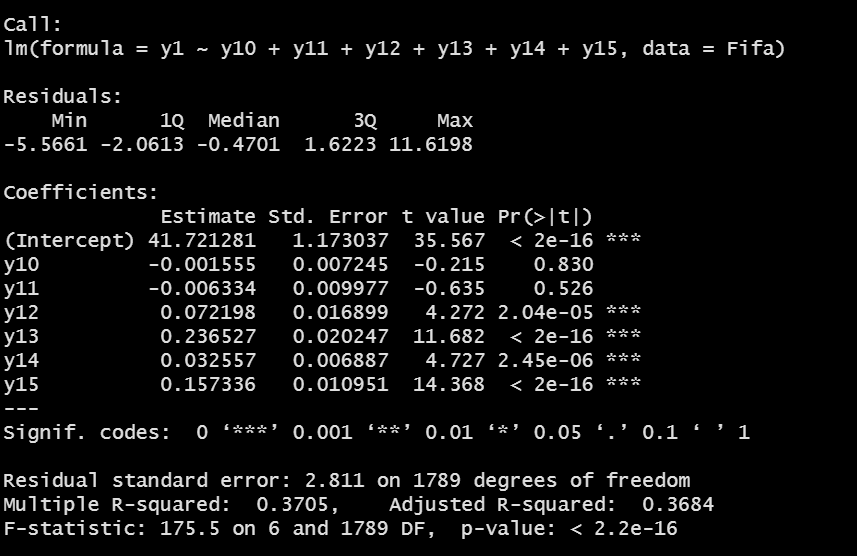 Call:
lm(formula = y1 ~ y10 + y11 + y12 + y13 + y14 + y15, data = Fifa)
Residuals:
    Min      1Q  Median      3Q     Max
-5.5661 -2.0613 -0.4701  1.6223 11.6198
Coefficients:
             Estimate Std. Error t value Pr(>|t|)
(Intercept) 41.721281   1.173037  35.567  < 2e-16 ***
y10         -0.001555   0.007245  -0.215    0.830
y11         -0.006334   0.009977  -0.635    0.526
y12          0.072198   0.016899   4.272 2.04e-05 ***
y13          0.236527   0.020247  11.682  < 2e-16 ***
y14          0.032557   0.006887   4.727 2.45e-06 ***
y15          0.157336   0.010951  14.368  < 2e-16 ***
---
Signif. codes:  0 ‘***’ 0.001 ‘**’ 0.01 ‘*’ 0.05 ‘.’ 0.1 ‘ ’ 1
Residual standard error: 2.811 on 1789 degrees of freedom
Multiple R-squared:  0.3705,    Adjusted R-squared:  0.3684
F-statistic: 175.5 on 6 and 1789 DF,  p-value: < 2.2e-16